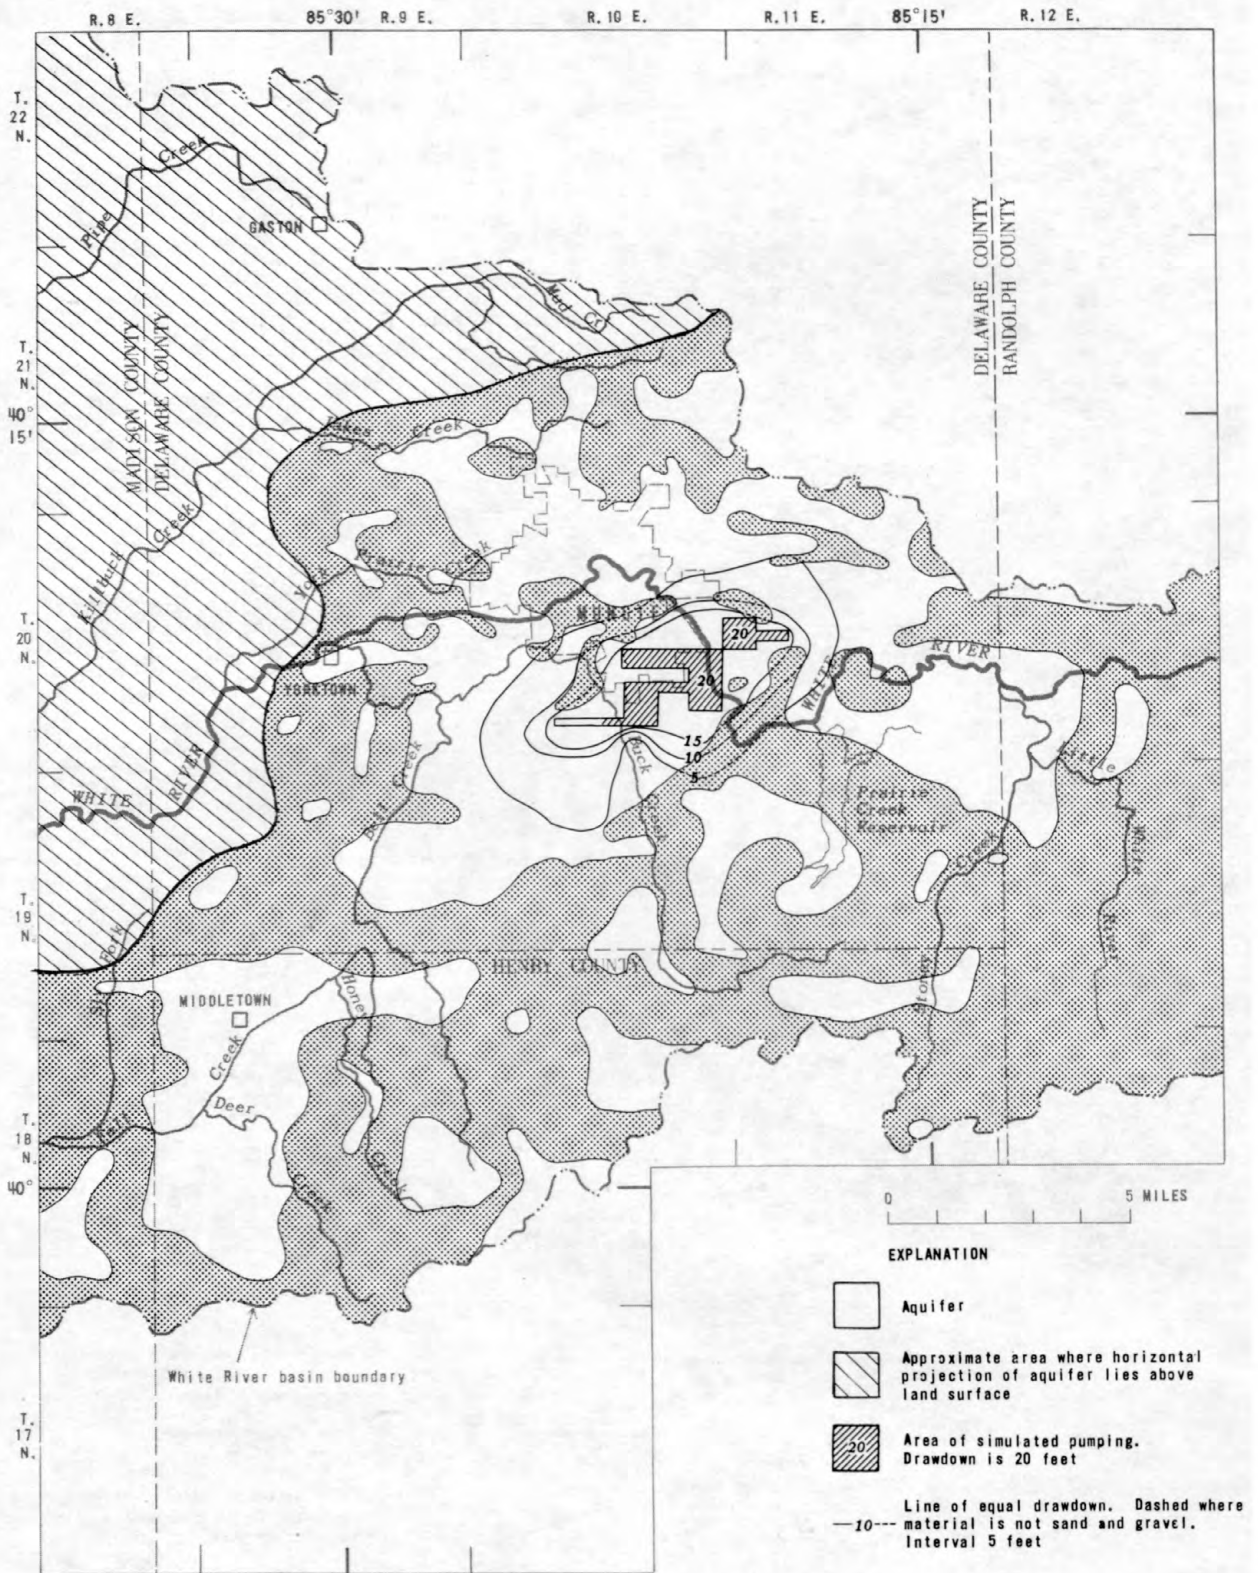 R. 8 E. 85°30' R. 9 E. R. 10 E. R. 11 E. 85°15' R. 12 E.
T.
22
N.
Pipe Creek
GASTON
Mud Cr
DELAWARE COUNTY
RANDOLPH COUNTY
T.
21
N.
MADISON COUNTY
DELAWARE COUNTY
40°
15'
Creek
Killbuck Creek
York Prairie Creek
MUNCIE
T.
20
N.
YORKTOWN
20
20
WHITE RIVER
WHITE RIVER
15
10
5
Buck Creek
Bell Creek
Prairie
Creek
Reservoir
Little White River
Creek
Stoney
T.
19
N.
Fork
HENRY COUNTY
MIDDLETOWN
Honey Creek
Creek
Deer Creek
Fall
T.
18
N.
40°
0 5 MILES
White River basin boundary
T.
17
N.
EXPLANATION
Aquifer
Approximate area where horizontal
projection of aquifer lies above
land surface
20
Area of simulated pumping.
Drawdown is 20 feet
10
Line of equal drawdown. Dashed where
material is not sand and gravel.
Interval 5 feet